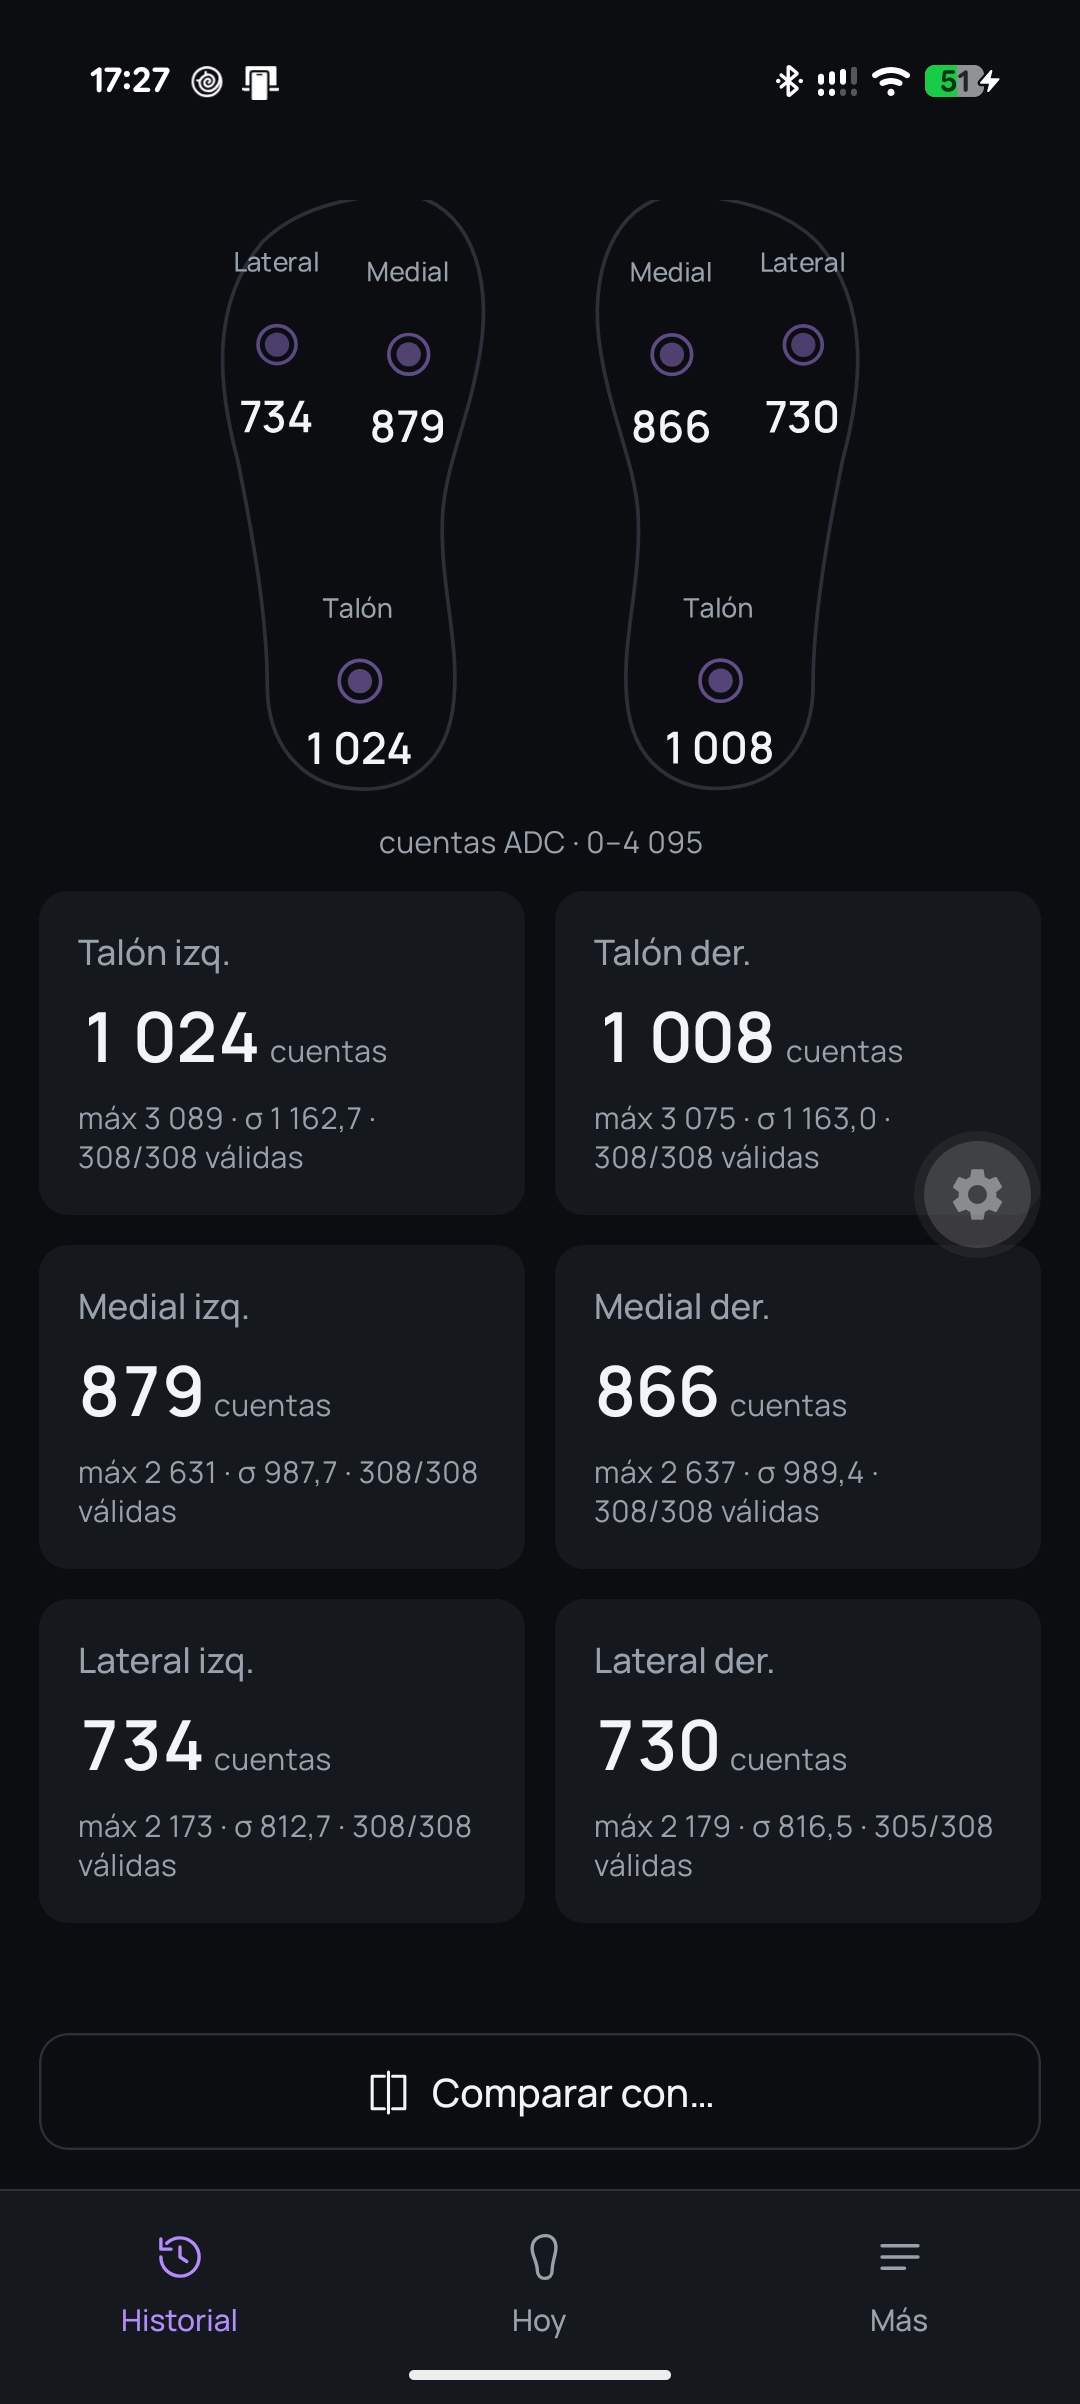 17:27
51
Lateral
Medial
Medial
Lateral
734
879
866
730
Talón
Talón
1 024
1 008
cuentas ADC · 0–4 095
Talón izq.
1 024 cuentas
máx 3 089 · σ 1 162,7 ·
308/308 válidas
Talón der.
1 008 cuentas
máx 3 075 · σ 1 163,0 ·
308/308 válidas
Medial izq.
879 cuentas
máx 2 631 · σ 987,7 · 308/308
válidas
Medial der.
866 cuentas
máx 2 637 · σ 989,4 ·
308/308 válidas
Lateral izq.
734 cuentas
máx 2 173 · σ 812,7 · 308/308
válidas
Lateral der.
730 cuentas
máx 2 179 · σ 816,5 · 305/308
válidas
Comparar con...
Historial
Hoy
Más